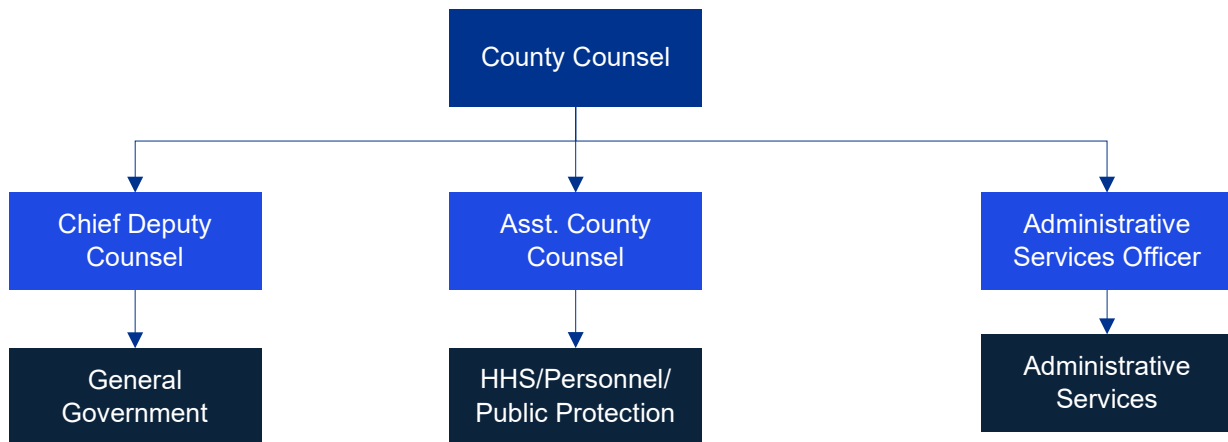 County Counsel
Chief Deputy
Counsel
Asst. County
Counsel
Administrative
Services Officer
General
Government
HHS/Personnel/
Public Protection
Administrative
Services